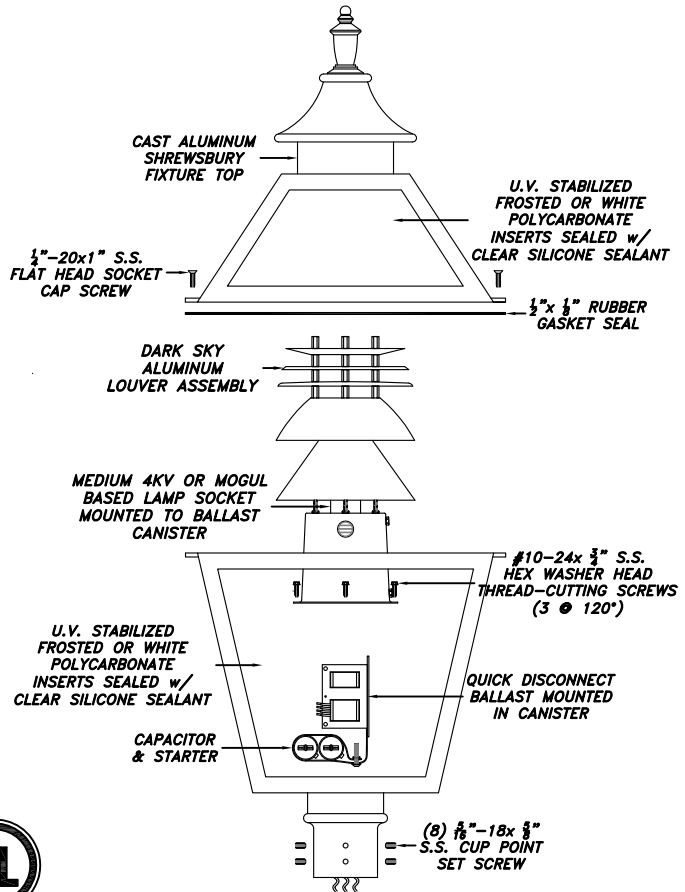 CAST ALUMINUM
SHREWSBURY
FIXTURE TOP
U.V. STABILIZED
FROSTED OR WHITE
POLYCARBONATE
INSERTS SEALED w/
CLEAR SILICONE SEALANT
1/4"-20x1" S.S.
FLAT HEAD SOCKET
CAP SCREW
1/2"x 1/8" RUBBER
GASKET SEAL
DARK SKY
ALUMINUM
LOUVER ASSEMBLY
MEDIUM 4KV OR MOGUL
BASED LAMP SOCKET
MOUNTED TO BALLAST
CANISTER
#10-24x 3/4" S.S.
HEX WASHER HEAD
THREAD-CUTTING SCREWS
(3 @ 120°)
U.V. STABILIZED
FROSTED OR WHITE
POLYCARBONATE
INSERTS SEALED w/
CLEAR SILICONE SEALANT
QUICK DISCONNECT
BALLAST MOUNTED
IN CANISTER
CAPACITOR
& STARTER
(8) 5/16"-18x 5/8"
S.S. CUP POINT
SET SCREW